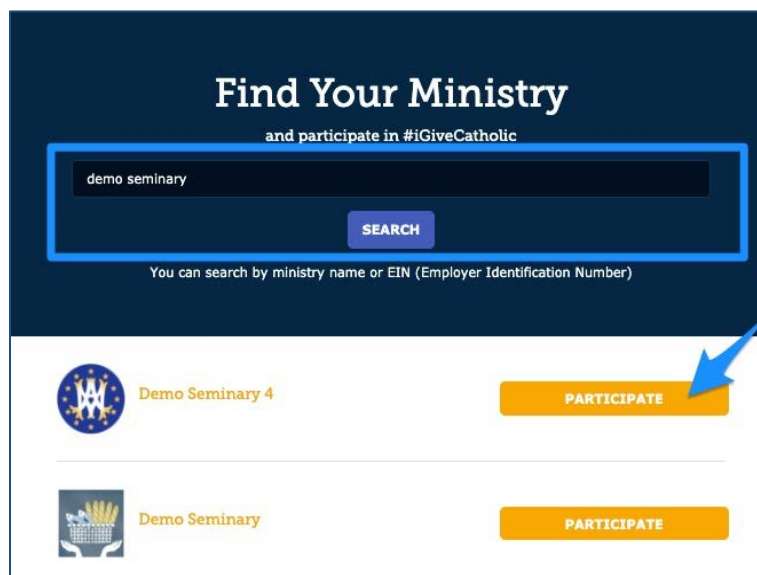 Find Your Ministry
and participate in #iGiveCatholic
demo seminary
SEARCH
You can search by ministry name or EIN (Employer Identification Number)
Demo Seminary 4
PARTICIPATE
Demo Seminary
PARTICIPATE